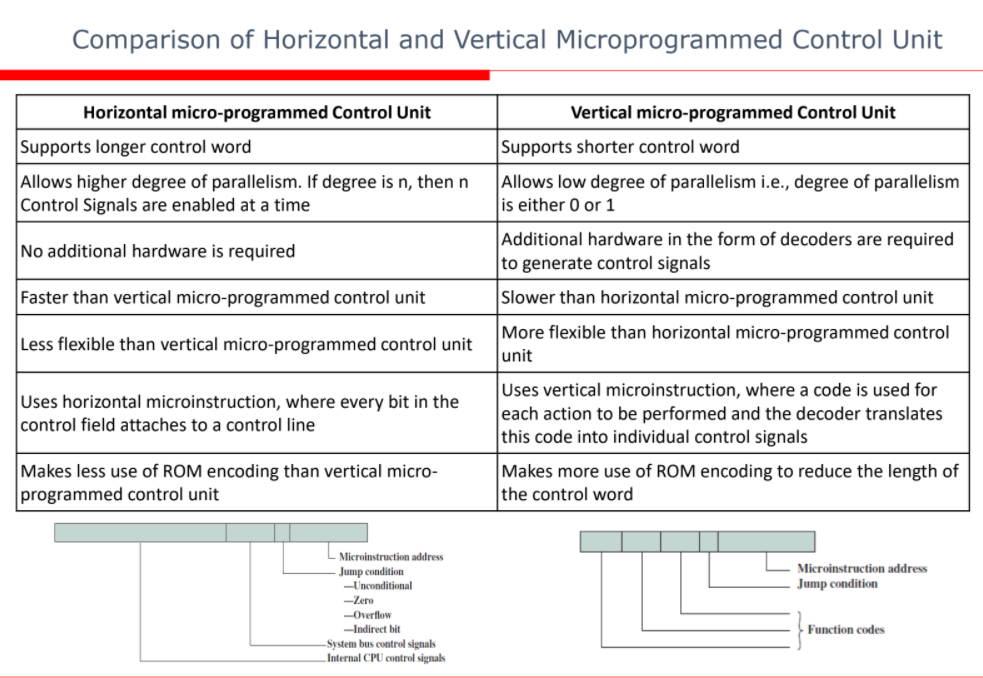 Comparison of Horizontal and Vertical Microprogrammed Control Unit
Horizontal micro-programmed Control Unit
Vertical micro-programmed Control Unit
Supports longer control word
Supports shorter control word
Allows higher degree of parallelism. If degree is n, then n
Control Signals are enabled at a time
Allows low degree of parallelism i.e., degree of parallelism
is either 0 or 1
No additional hardware is required
Additional hardware in the form of decoders are required
to generate control signals
Faster than vertical micro-programmed control unit
Slower than horizontal micro-programmed control unit
Less flexible than vertical micro-programmed control unit
More flexible than horizontal micro-programmed control
unit
Uses horizontal microinstruction, where every bit in the
control field attaches to a control line
Uses vertical microinstruction, where a code is used for
each action to be performed and the decoder translates
this code into individual control signals
Makes less use of ROM encoding than vertical micro-
programmed control unit
Makes more use of ROM encoding to reduce the length of
the control word
Microinstruction address
Jump condition
—Unconditional
—Zero
—Overflow
—Indirect bit
System bus control signals
Internal CPU control signals
Microinstruction address
Jump condition
Function codes